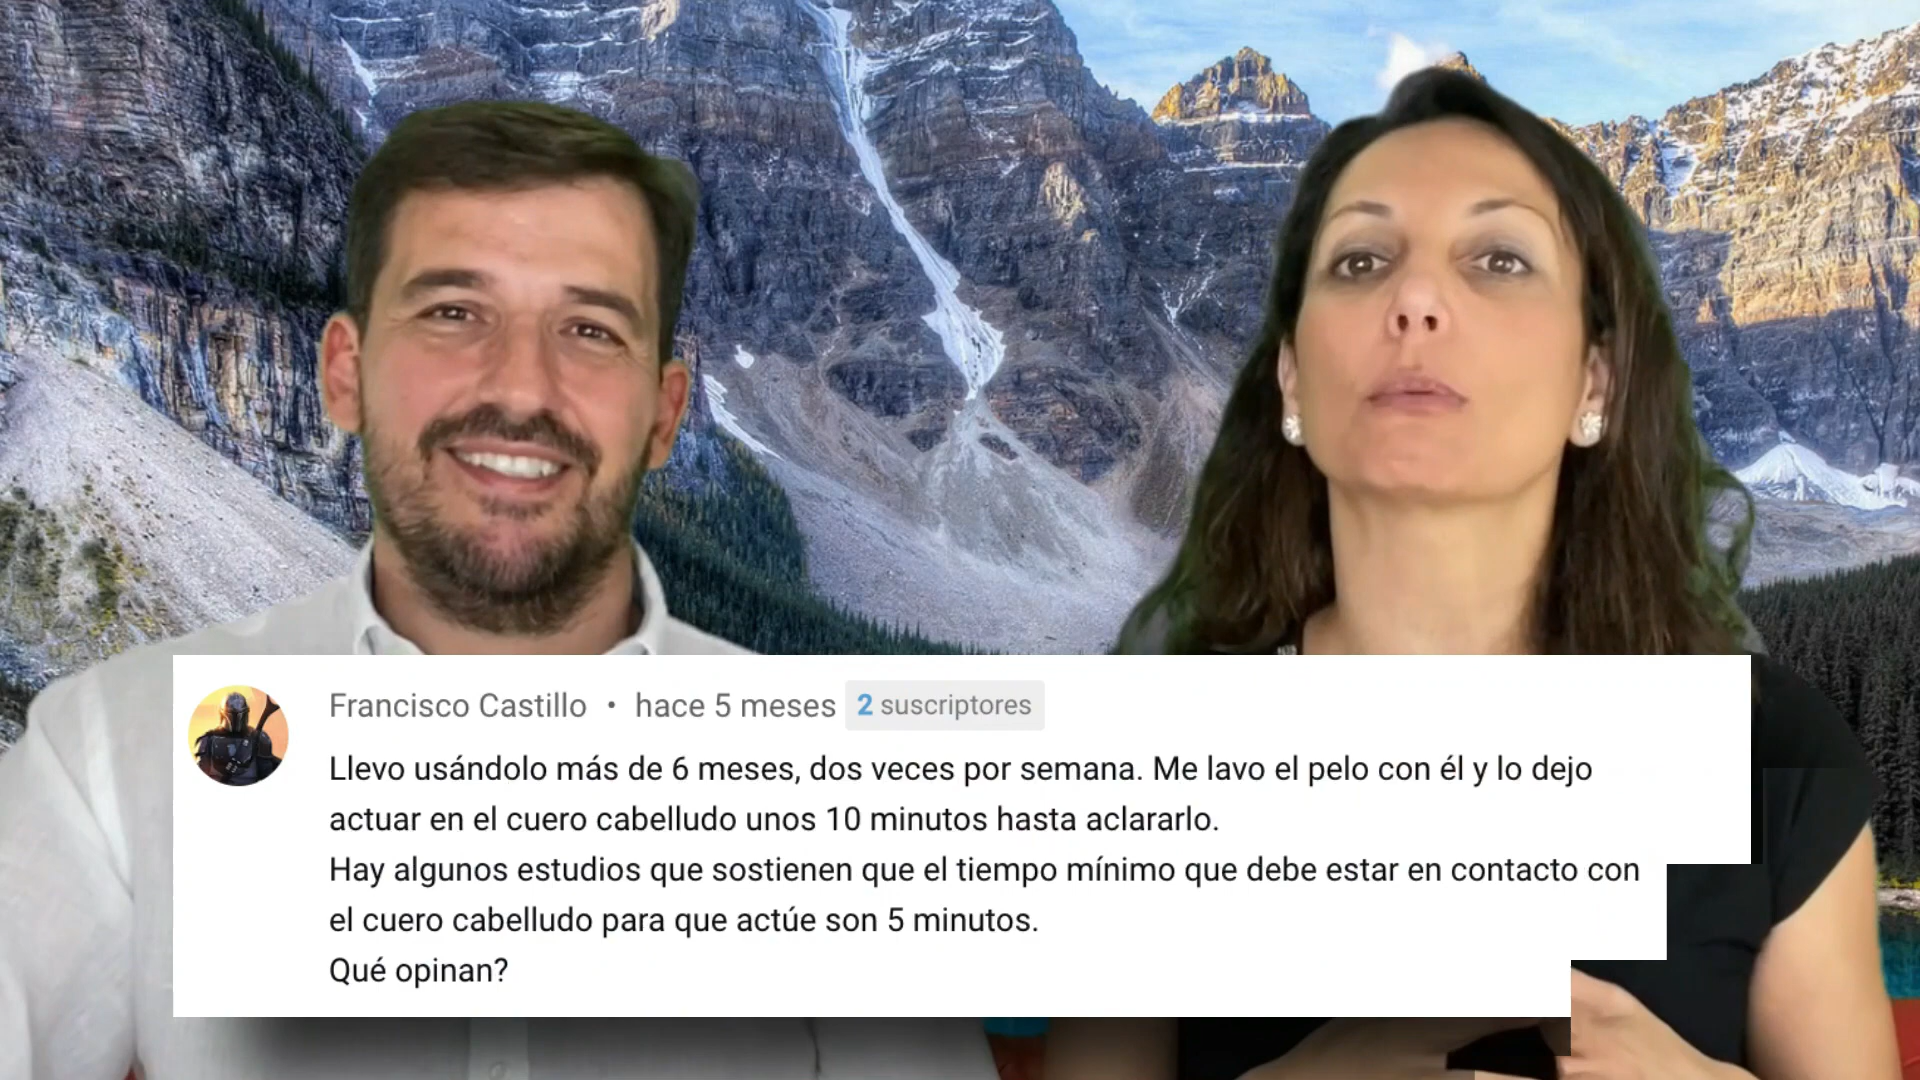 Francisco Castillo • hace 5 meses 2 suscriptores
Llevo usándolo más de 6 meses, dos veces por semana. Me lavo el pelo con él y lo dejo
actuar en el cuero cabelludo unos 10 minutos hasta aclararlo.
Hay algunos estudios que sostienen que el tiempo mínimo que debe estar en contacto con
el cuero cabelludo para que actúe son 5 minutos.
Qué opinan?